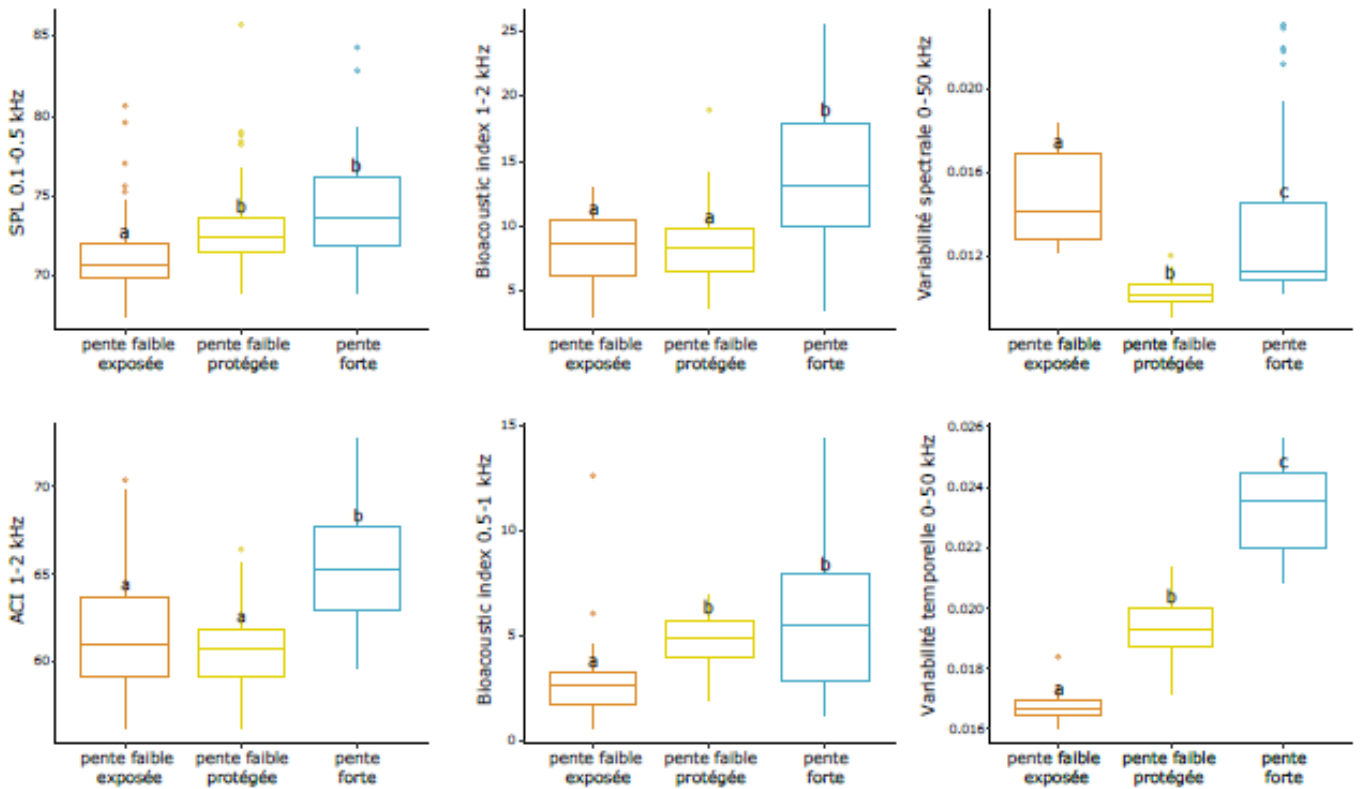 SPL 0.1-0.5 kHz
85
80
75
70
a
b
b
pente faible
exposée
pente faible
protégée
pente
forte
Bioacoustic index 1-2 kHz
25
20
15
10
5
a
a
b
pente faible
exposée
pente faible
protégée
pente
forte
Variabilité spectrale 0-50 kHz
0.020
0.016
0.012
a
b
c
pente faible
exposée
pente faible
protégée
pente
forte
ACI 1-2 kHz
70
65
60
a
a
b
pente faible
exposée
pente faible
protégée
pente
forte
Bioacoustic index 0.5-1 kHz
15
10
5
0
a
b
b
pente faible
exposée
pente faible
protégée
pente
forte
Variabilité temporelle 0-50 kHz
0.026
0.024
0.022
0.020
0.018
0.016
a
b
c
pente faible
exposée
pente faible
protégée
pente
forte